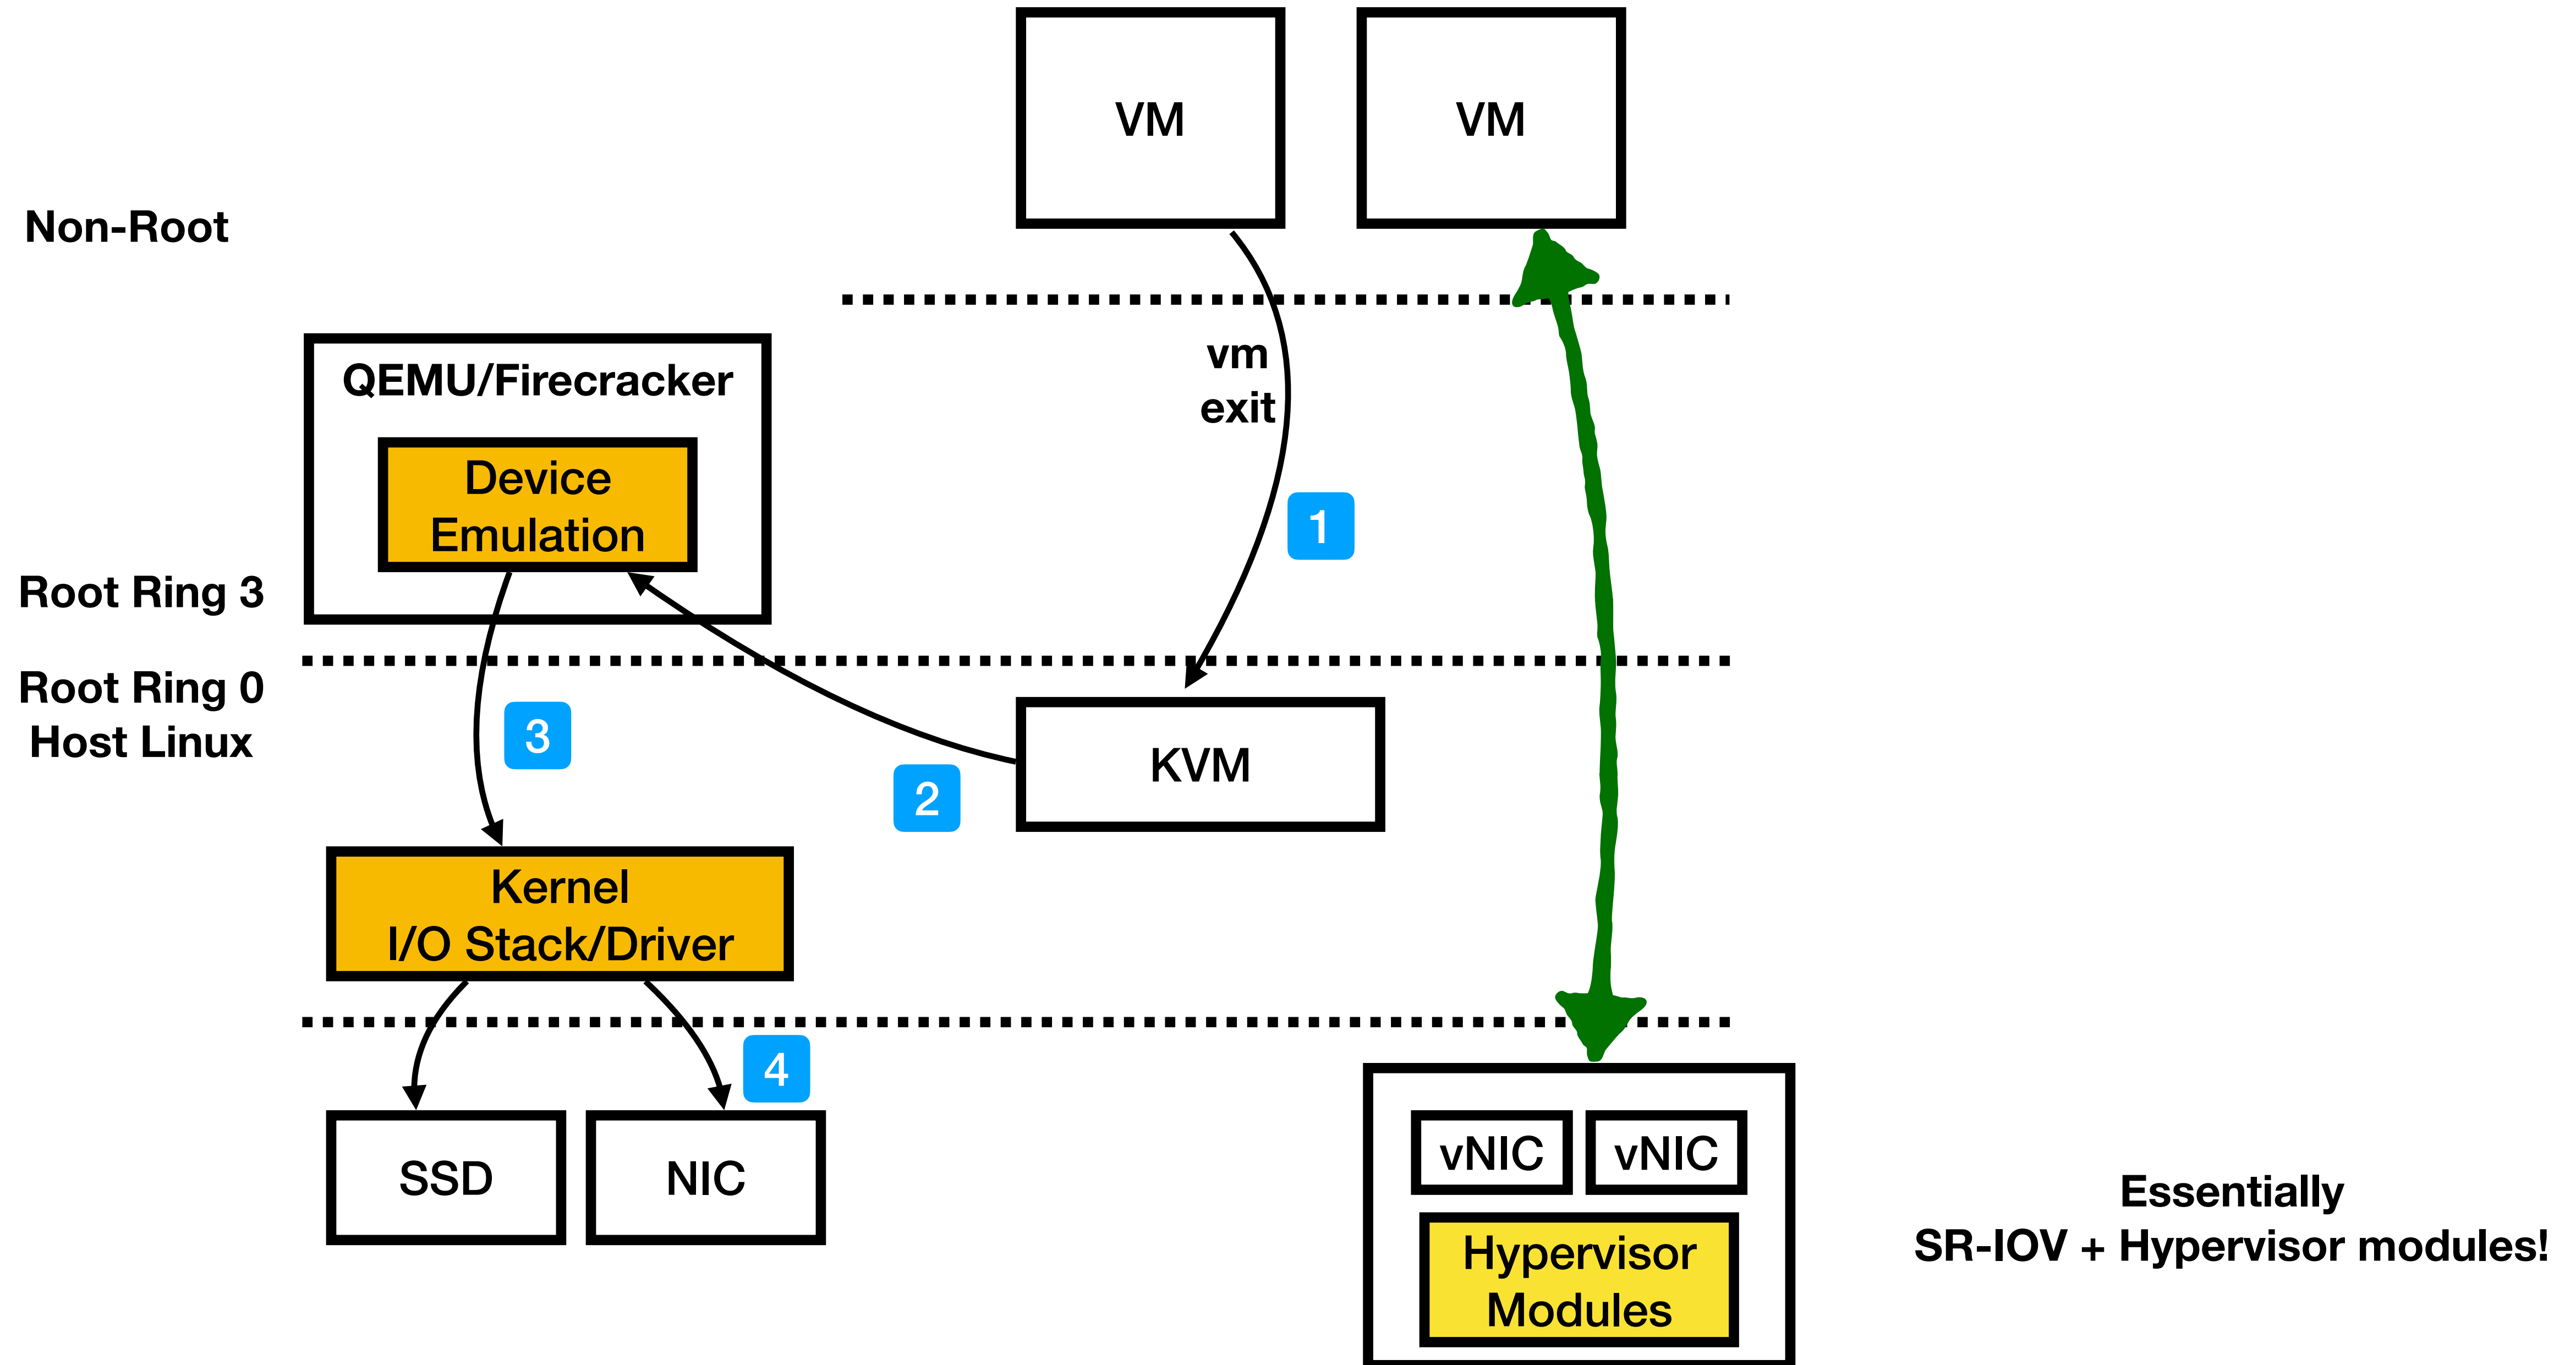 VM
VM
Non-Root
vm
exit
QEMU/Firecracker
Device
Emulation
1
Root Ring 3
Root Ring 0
Host Linux
3
2
KVM
Kernel
I/O Stack/Driver
4
SSD
NIC
vNIC
vNIC
Hypervisor
Modules
Essentially
SR-IOV + Hypervisor modules!